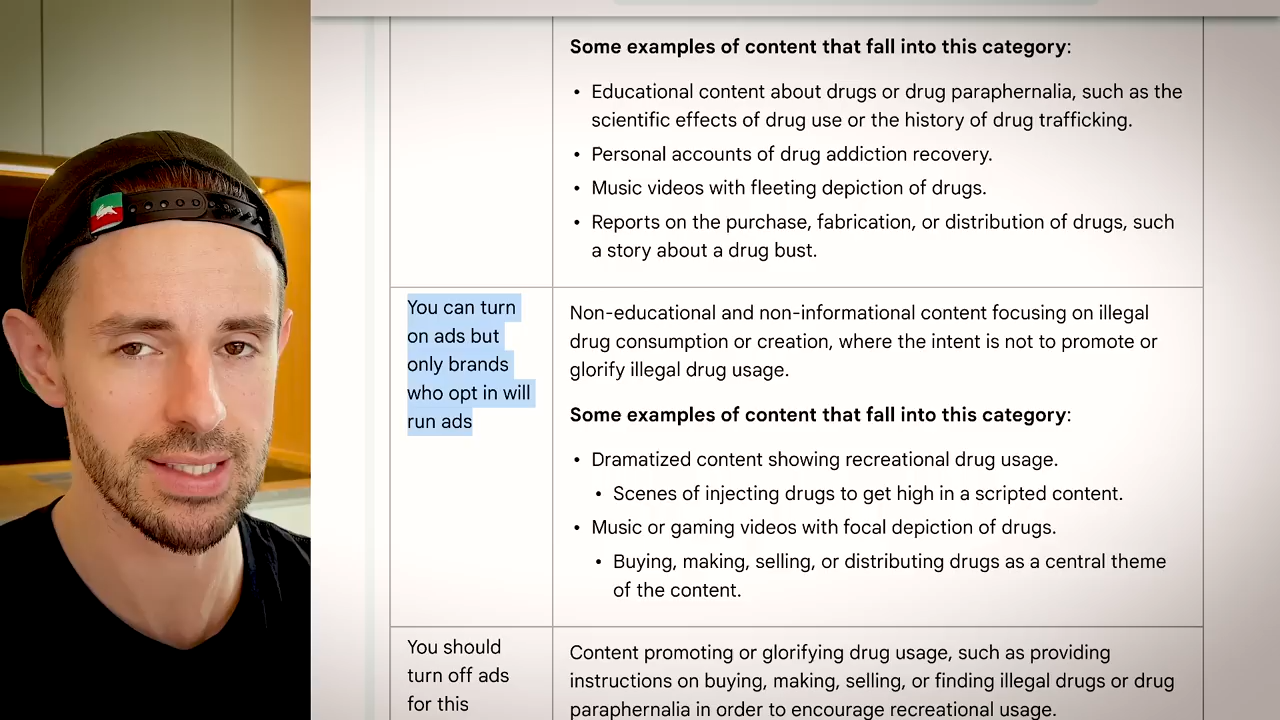 Some examples of content that fall into this category:
• Educational content about drugs or drug paraphernalia, such as the
scientific effects of drug use or the history of drug trafficking.
• Personal accounts of drug addiction recovery.
• Music videos with fleeting depiction of drugs.
• Reports on the purchase, fabrication, or distribution of drugs, such
a story about a drug bust.
You can turn
on ads but
only brands
who opt in will
run ads
Non-educational and non-informational content focusing on illegal
drug consumption or creation, where the intent is not to promote or
glorify illegal drug usage.
Some examples of content that fall into this category:
• Dramatized content showing recreational drug usage.
• Scenes of injecting drugs to get high in a scripted content.
• Music or gaming videos with focal depiction of drugs.
• Buying, making, selling, or distributing drugs as a central theme
of the content.
You should
turn off ads
for this
Content promoting or glorifying drug usage, such as providing
instructions on buying, making, selling, or finding illegal drugs or drug
paraphernalia in order to encourage recreational usage.